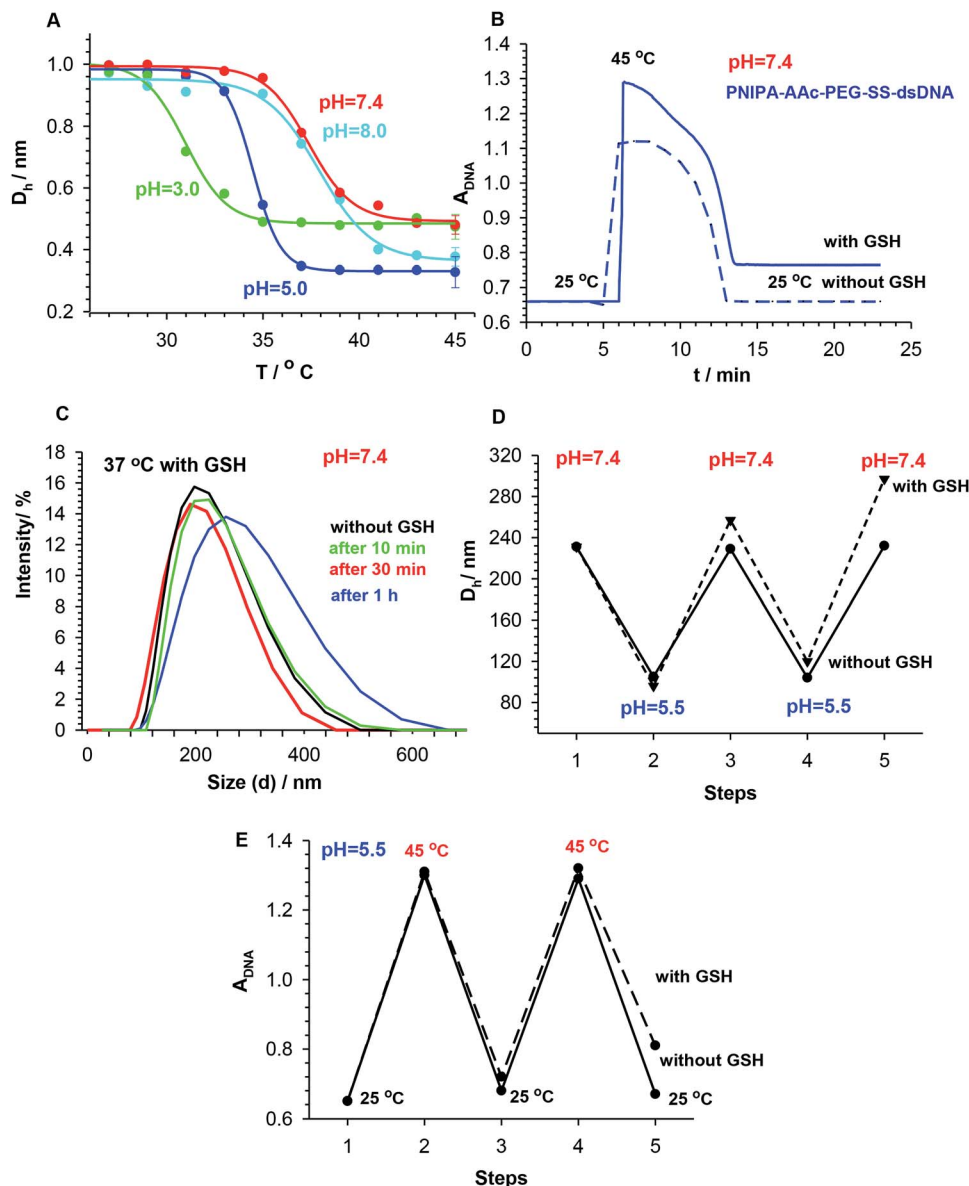 A
D_h / nm
1.0
0.8
0.6
0.4
0.2
pH=7.4
pH=8.0
pH=3.0
pH=5.0
30 35 40 45
T / ° C
B
A_DNA
1.4
1.3
1.2
1.1
1.0
0.9
0.8
0.7
0.6
45 °C
pH=7.4
PNIPA-AAc-PEG-SS-dsDNA
with GSH
25 °C
25 °C without GSH
0 5 10 15 20 25
t / min
C
Intensity/ %
18
16
14
12
10
8
6
4
2
0
37 °C with GSH
pH=7.4
without GSH
after 10 min
after 30 min
after 1 h
0 200 400 600
Size (d) / nm
D
D_h/ nm
320
280
240
200
160
120
80
pH=7.4 pH=7.4 pH=7.4
with GSH
without GSH
pH=5.5 pH=5.5
1 2 3 4 5
Steps
E
A_DNA
1.4
1.2
1.0
0.8
0.6
pH=5.5
45 °C 45 °C
with GSH
without GSH
25 °C 25 °C 25 °C
1 2 3 4 5
Steps